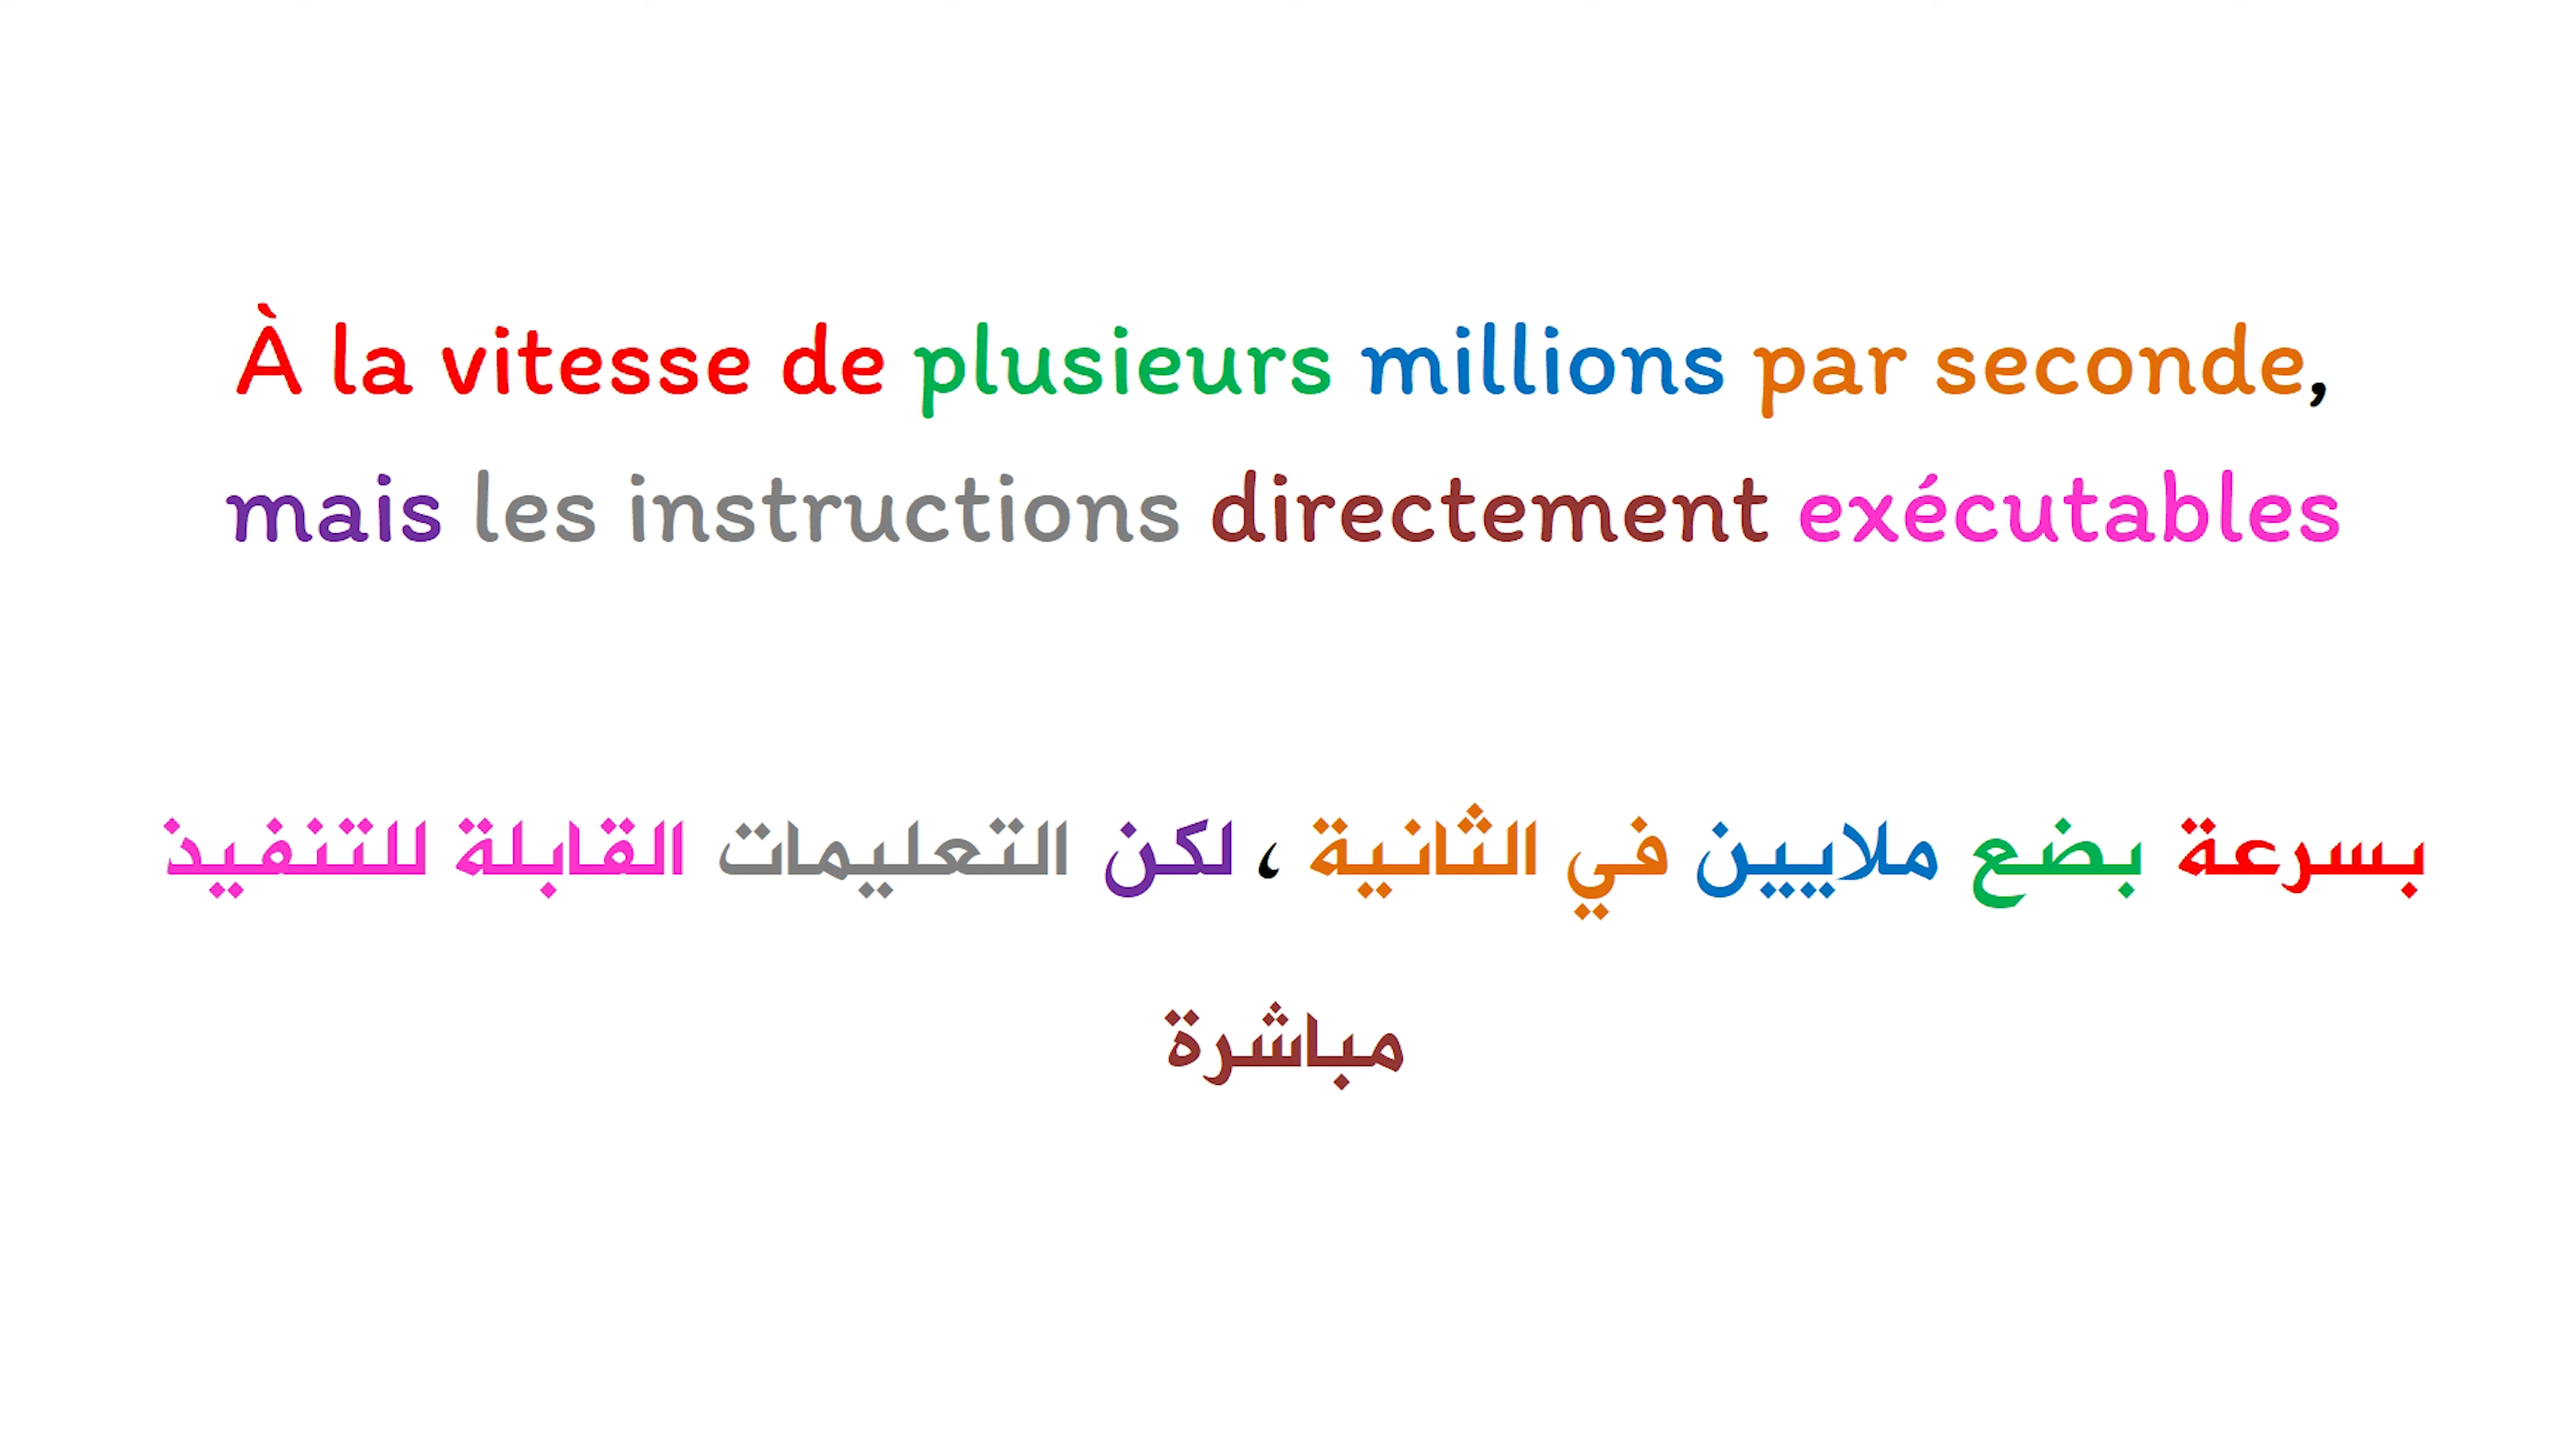 À la vitesse de plusieurs millions par seconde,
mais les instructions directement exécutables
بسرعة بضع ملايين في الثانية ، لكن التعليمات القابلة للتنفيذ
مباشرة